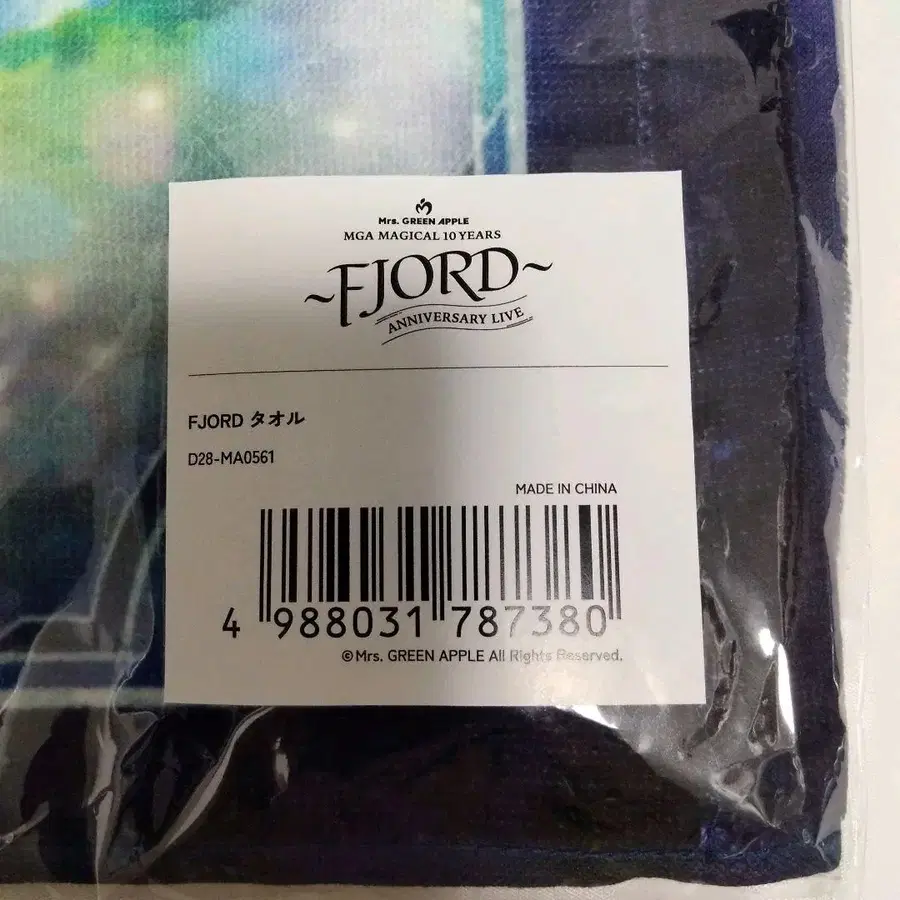 Mrs. GREEN APPLE
MGA MAGICAL 10 YEARS
~FJORD~
ANNIVERSARY LIVE
FJORD タオル
D28-MA0561
MADE IN CHINA
4 988031 787380
©Mrs. GREEN APPLE All Rights Reserved.